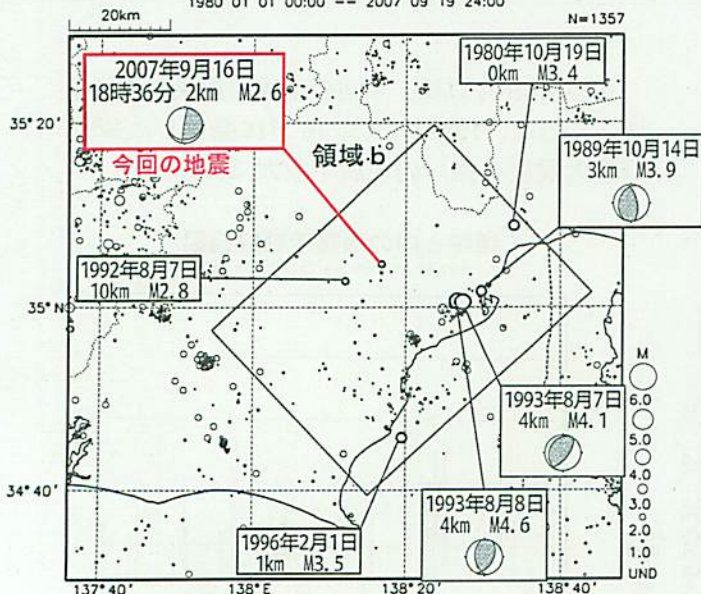 1980 01 01 00:00 -- 2007 09 19 24:00
20km
N=1357
2007年9月16日
18時36分 2km M2.6
今回の地震
領域b
1980年10月19日
0km M3.4
1989年10月14日
3km M3.9
1992年8月7日
10km M2.8
1993年8月7日
4km M4.1
1993年8月8日
4km M4.6
1996年2月1日
1km M3.5
35°20'
35°N
34°40'
137°40'
138°E
138°20'
138°40'
M
6.0
5.0
4.0
3.0
2.0
1.0
UND